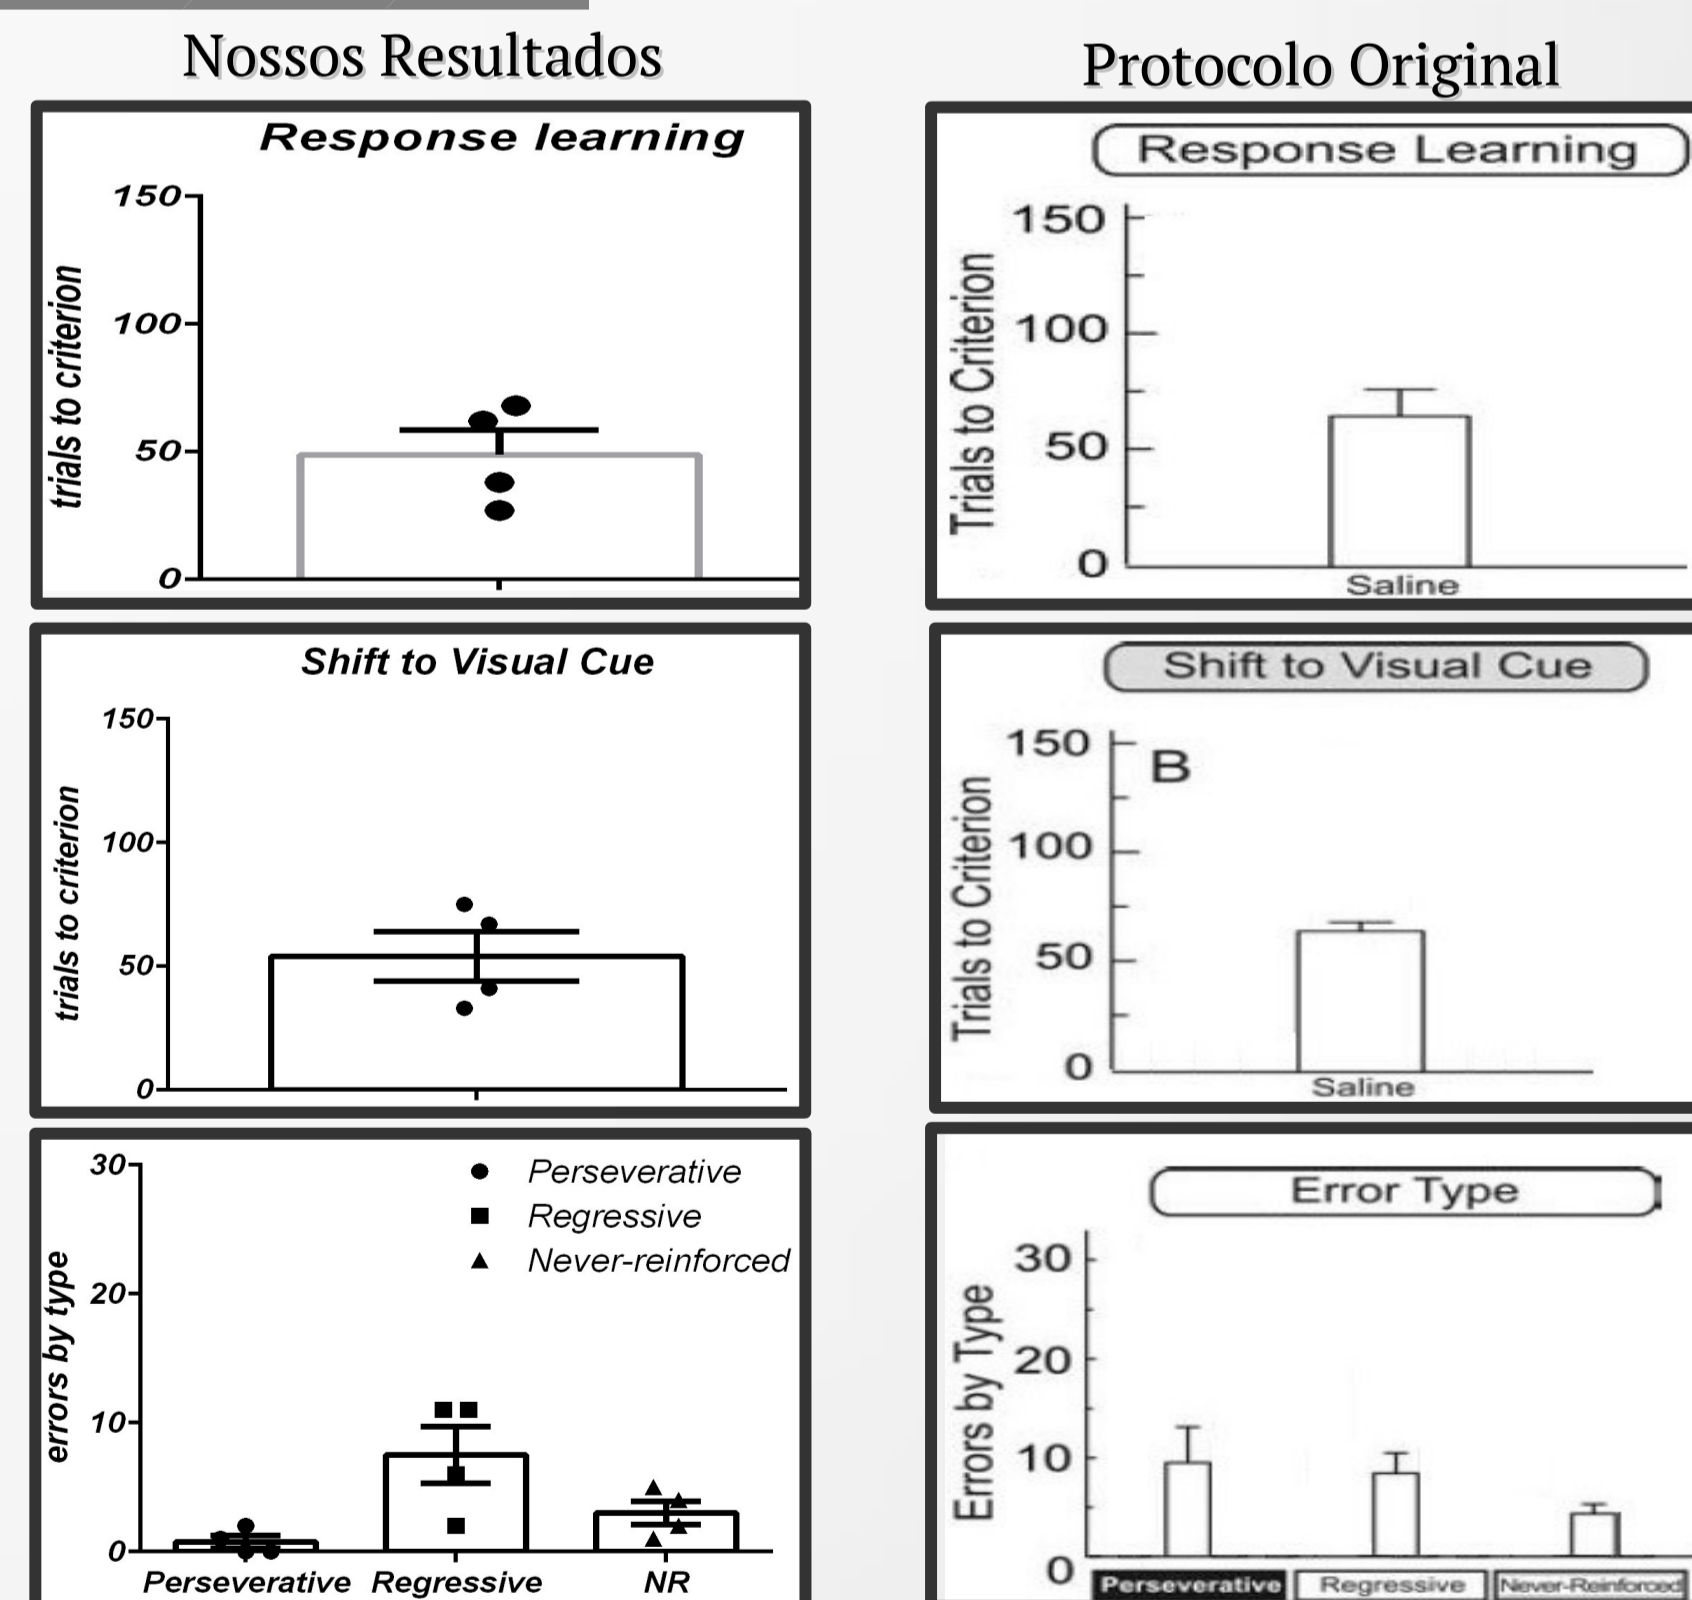 Nossos Resultados
Protocolo Original
Response learning
150
100
50
0
trials to criterion
Response Learning
150
100
50
0
Trials to Criterion
Saline
Shift to Visual Cue
150
100
50
0
trials to criterion
Shift to Visual Cue
B
150
100
50
0
Trials to Criterion
Saline
30
20
10
0
errors by type
Perseverative
Regressive
Never-reinforced
Perseverative Regressive NR
Error Type
30
20
10
0
Errors by Type
Perseverative Regressive Never-Reinforced